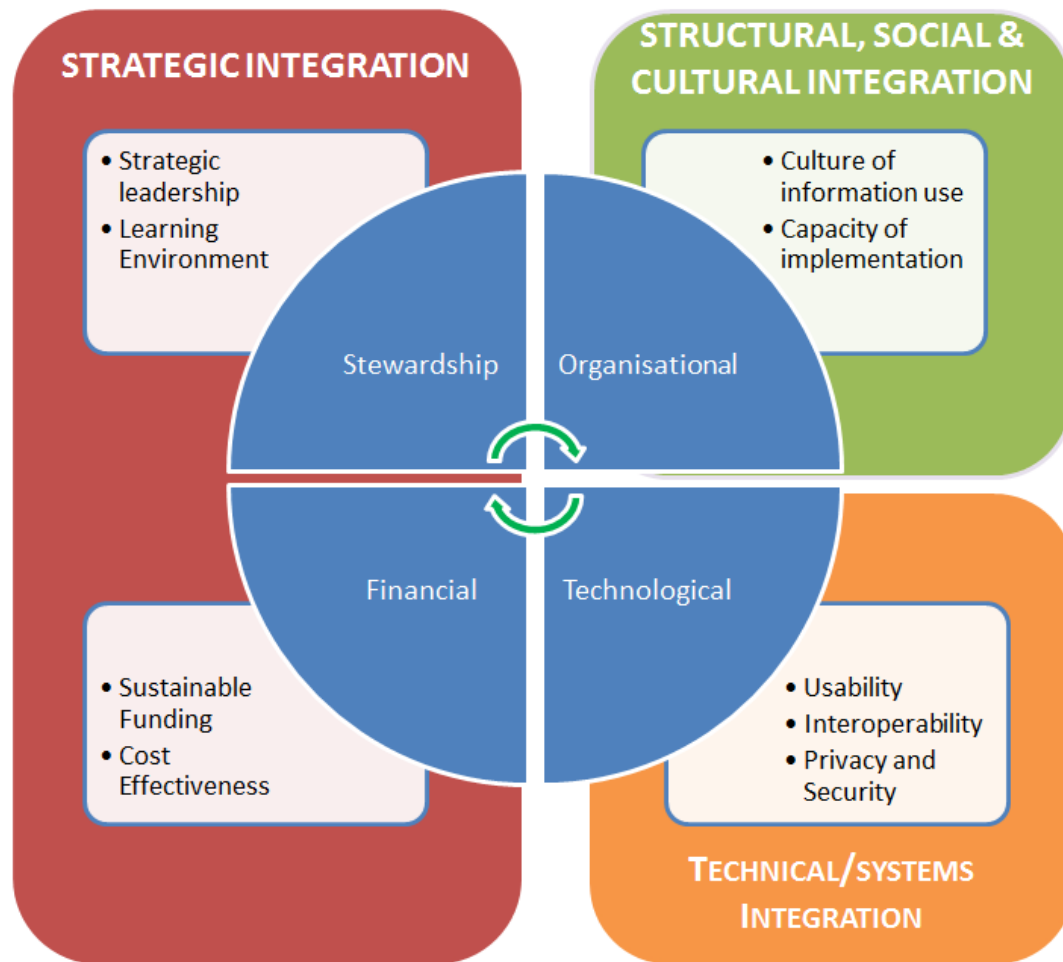 STRATEGIC INTEGRATION
• Strategic
leadership
• Learning
Environment
STRUCTURAL, SOCIAL &
CULTURAL INTEGRATION
• Culture of
information use
• Capacity of
implementation
Stewardship
Organisational
Financial
Technological
• Sustainable
Funding
• Cost
Effectiveness
• Usability
• Interoperability
• Privacy and
Security
TECHNICAL/SYSTEMS
INTEGRATION